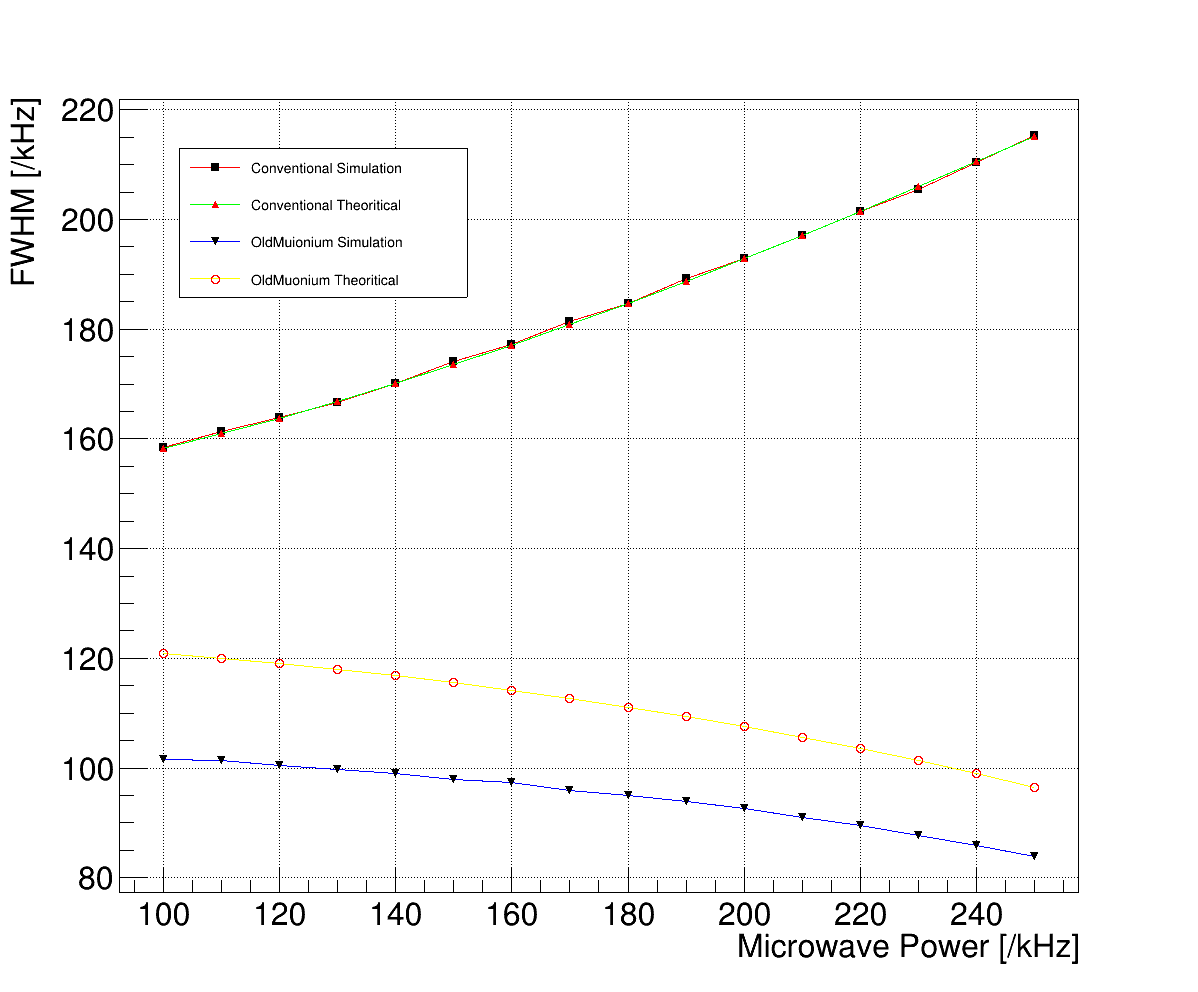 FWHM [/kHz]
220
200
180
160
140
120
100
80
Conventional Simulation
Conventional Theoritical
OldMuionium Simulation
OldMuonium Theoritical
100 120 140 160 180 200 220 240
Microwave Power [/kHz]